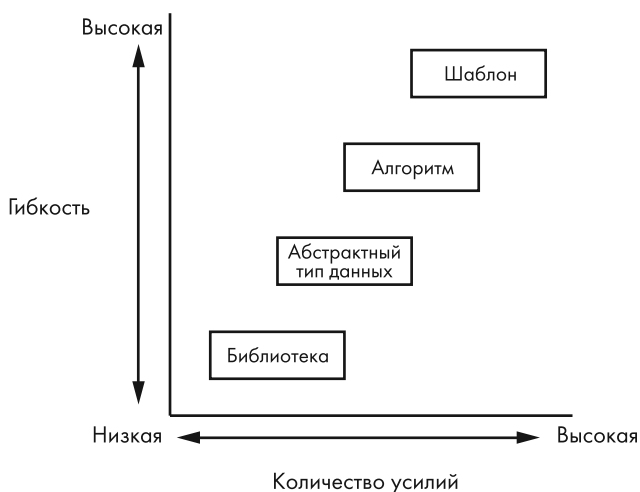 Высокая
Шаблон
Алгоритм
Гибкость
Абстрактный
тип данных
Библиотека
Низкая
Высокая
Количество усилий